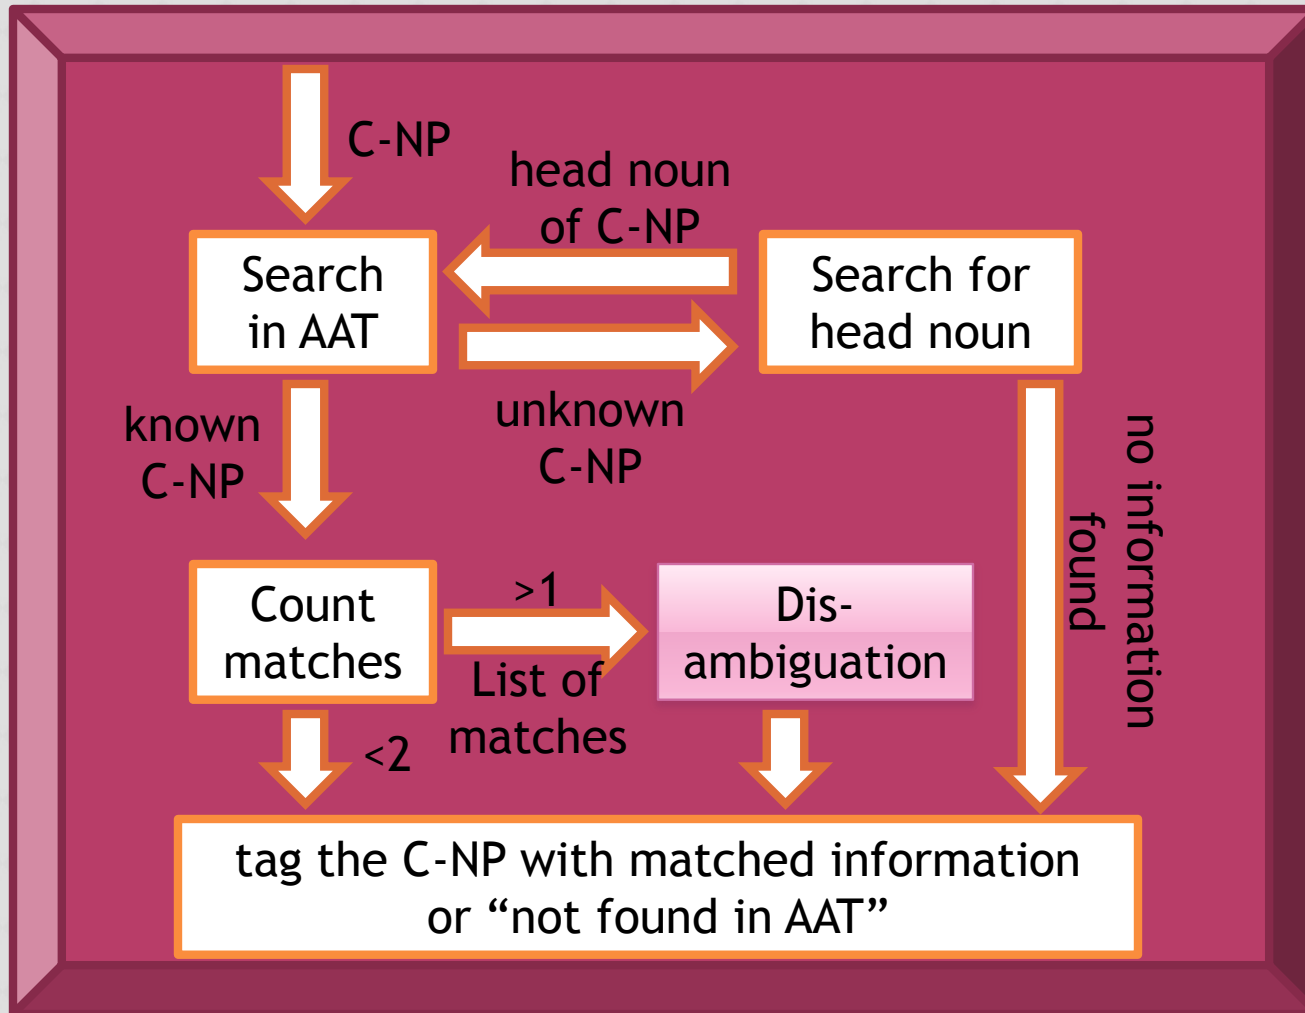 C-NP
head noun
of C-NP
Search
in AAT
Search for
head noun
known
C-NP
unknown
C-NP
no information
found
Count
matches
>1
List of
matches
Dis-
ambiguation
<2
tag the C-NP with matched information
or “not found in AAT”